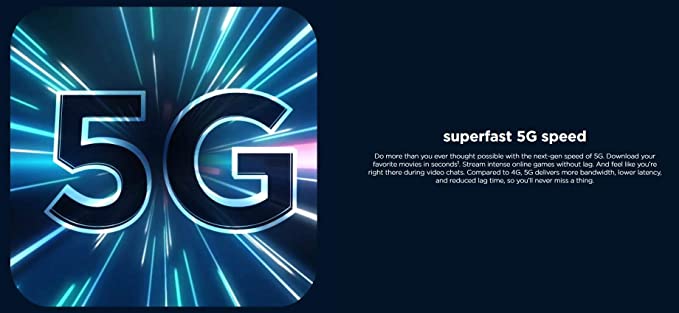 5G
superfast 5G speed
Do more than you ever thought possible with the next-gen speed of 5G. Download your
favorite movies in seconds¹. Stream intense online games without lag. And feel like you're
right there during video chats. Compared to 4G, 5G delivers more bandwidth, lower latency,
and reduced lag time, so you'll never miss a thing.